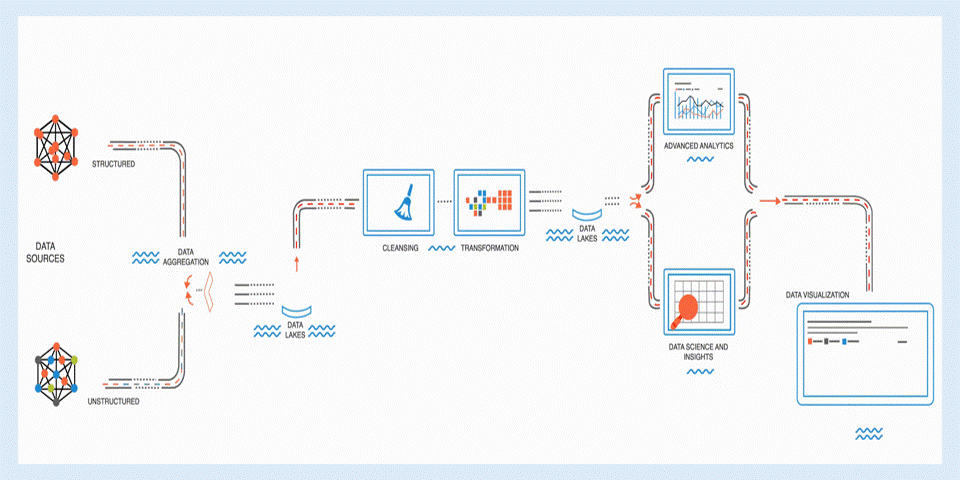 STRUCTURED
DATA
SOURCES
UNSTRUCTURED
DATA
AGGREGATION
DATA
LAKES
CLEANSING
TRANSFORMATION
DATA
LAKES
ADVANCED ANALYTICS
DATA SCIENCE AND
INSIGHTS
DATA VISUALIZATION